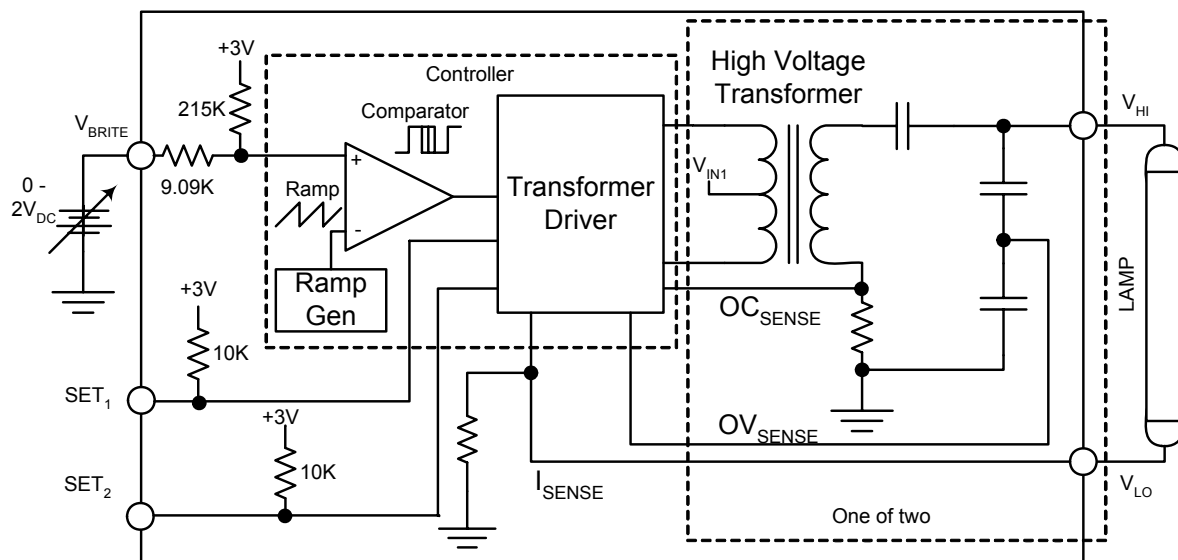 +3V
Controller
High Voltage
Transformer
215K
Comparator
V_BRITE
V_HI
+
9.09K
Ramp
V_IN1
Transformer
Driver
0 -
2V_DC
-
Ramp
Gen
LAMP
+3V
OC_SENSE
10K
SET_1
+3V
OV_SENSE
10K
SET_2
I_SENSE
V_LO
One of two